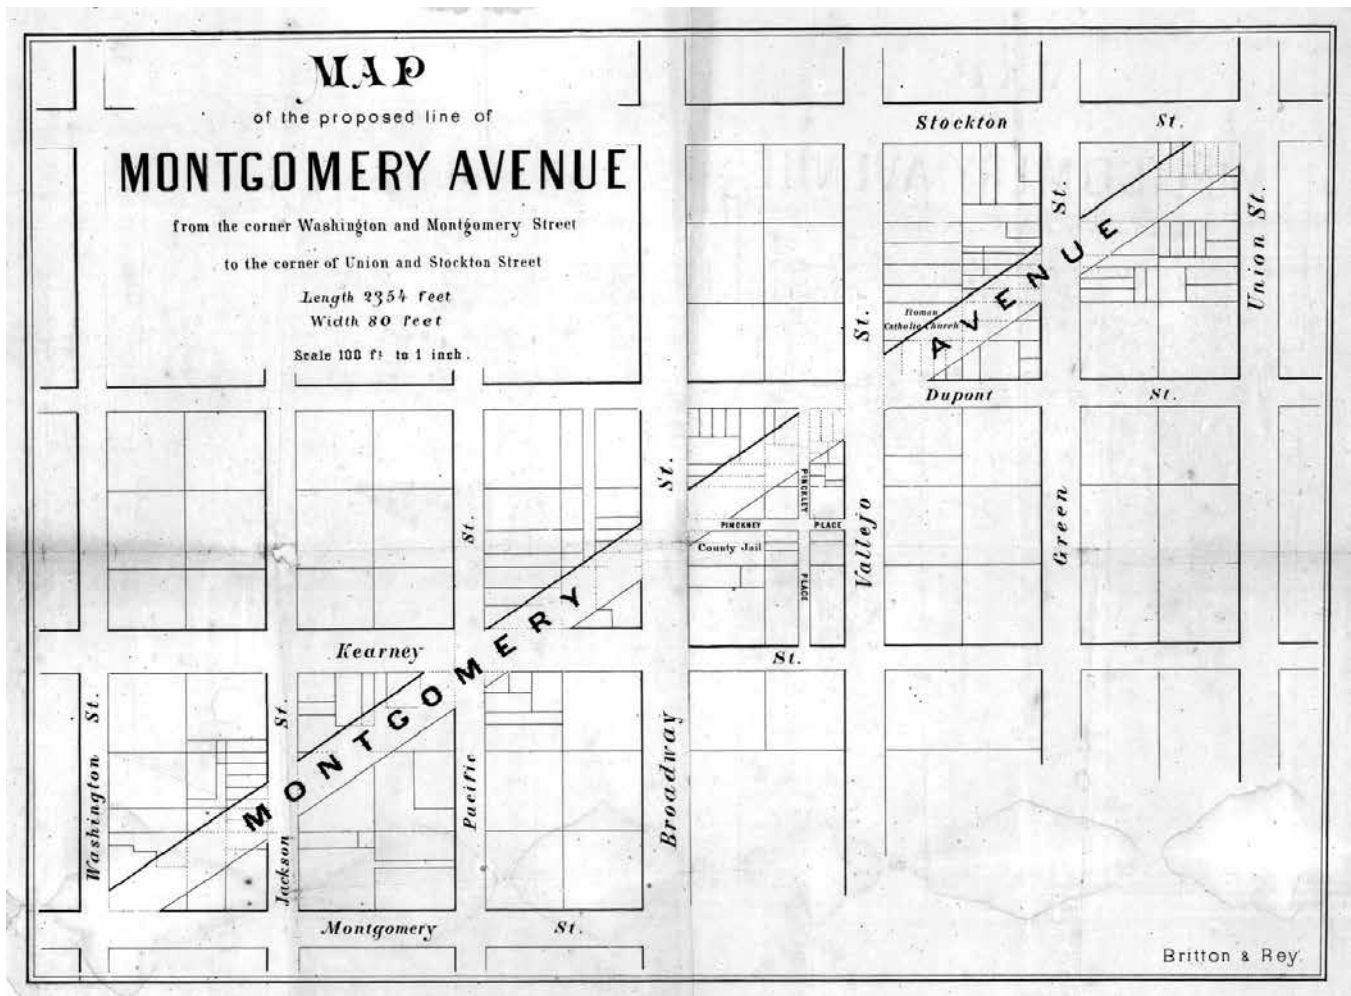 MAP
of the proposed line of
MONTGOMERY AVENUE
from the corner Washington and Montgomery Street
to the corner of Union and Stockton Street
Length 2354 feet
Width 80 feet
Scale 100 ft to 1 inch.
Stockton St.
Union St.
St.
Roman
Catholic Church
AVENUE
St.
Dupont St.
St.
PINCKLEY
PINCKNEY PLACE
County Jail
PLACE
St.
Vallejo
Green
Kearney St.
MONTGOMERY
St.
St.
Washington
Jackson
Pacific
Broadway
Montgomery St.
Britton & Rey.